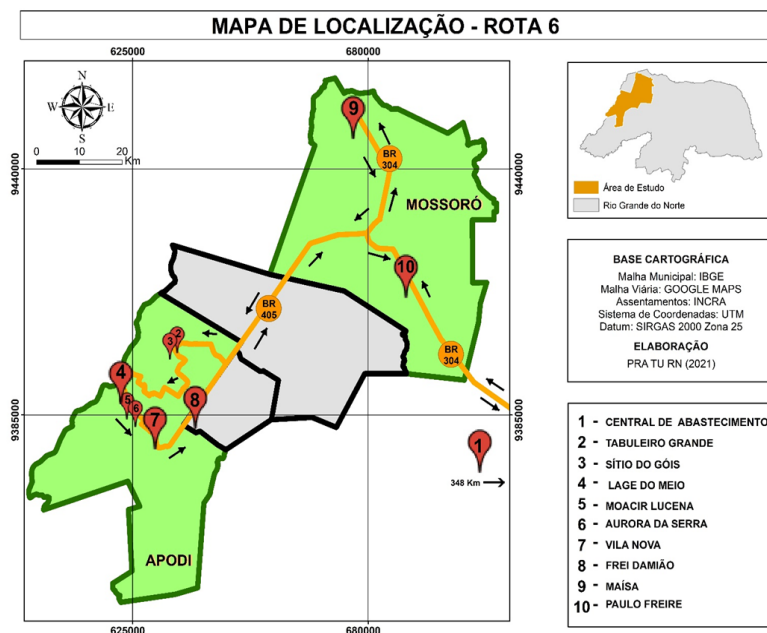 MAPA DE LOCALIZAÇÃO - ROTA 6
625000
680000
N
W
E
S
0
10
20
Km
9440000
9440000
9385000
9385000
9
BR
304
MOSSORÓ
10
BR
405
BR
304
3
2
4
5
6
7
8
1
348 Km
APODI
625000
680000
Área de Estudo
Rio Grande do Norte
BASE CARTOGRÁFICA
Malha Municipal: IBGE
Malha Viária: GOOGLE MAPS
Assentamentos: INCRA
Sistema de Coordenadas: UTM
Datum: SIRGAS 2000 Zona 25
ELABORAÇÃO
PRA TU RN (2021)
1 - CENTRAL DE ABASTECIMENTO
2 - TABULEIRO GRANDE
3 - SÍTIO DO GÓIS
4 - LAGE DO MEIO
5 - MOACIR LUCENA
6 - AURORA DA SERRA
7 - VILA NOVA
8 - FREI DAMIÃO
9 - MAÍSA
10 - PAULO FREIRE